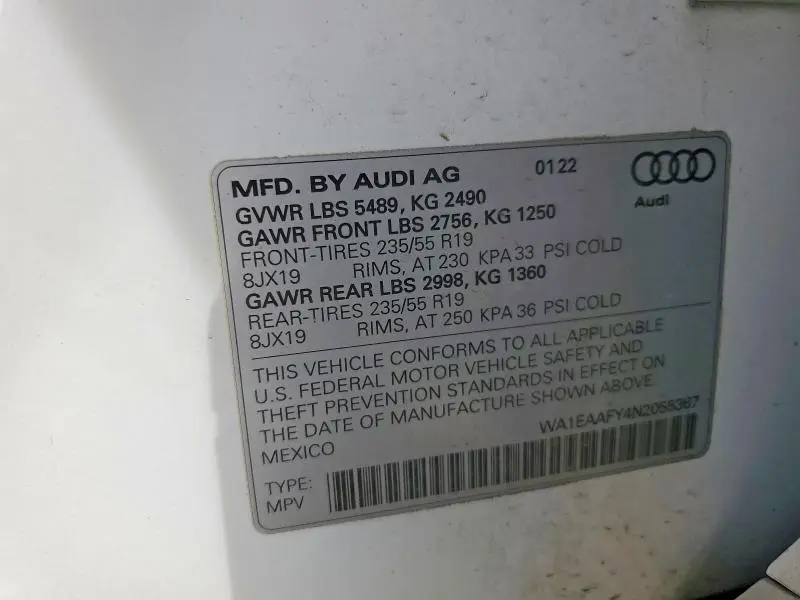 MFD. BY AUDI AG 01 22
Audi
GVWR LBS 5489, KG 2490
GAWR FRONT LBS 2756, KG 1250
FRONT-TIRES 235/55 R19
8JX19 RIMS, AT 230 KPA 33 PSI COLD
GAWR REAR LBS 2998, KG 1360
REAR-TIRES 235/55 R19
8JX19 RIMS, AT 250 KPA 36 PSI COLD
THIS VEHICLE CONFORMS TO ALL APPLICABLE
U.S. FEDERAL MOTOR VEHICLE SAFETY AND
THEFT PREVENTION STANDARDS IN EFFECT ON
THE DATE OF MANUFACTURE SHOWN ABOVE.
MEXICO
TYPE:
MPV